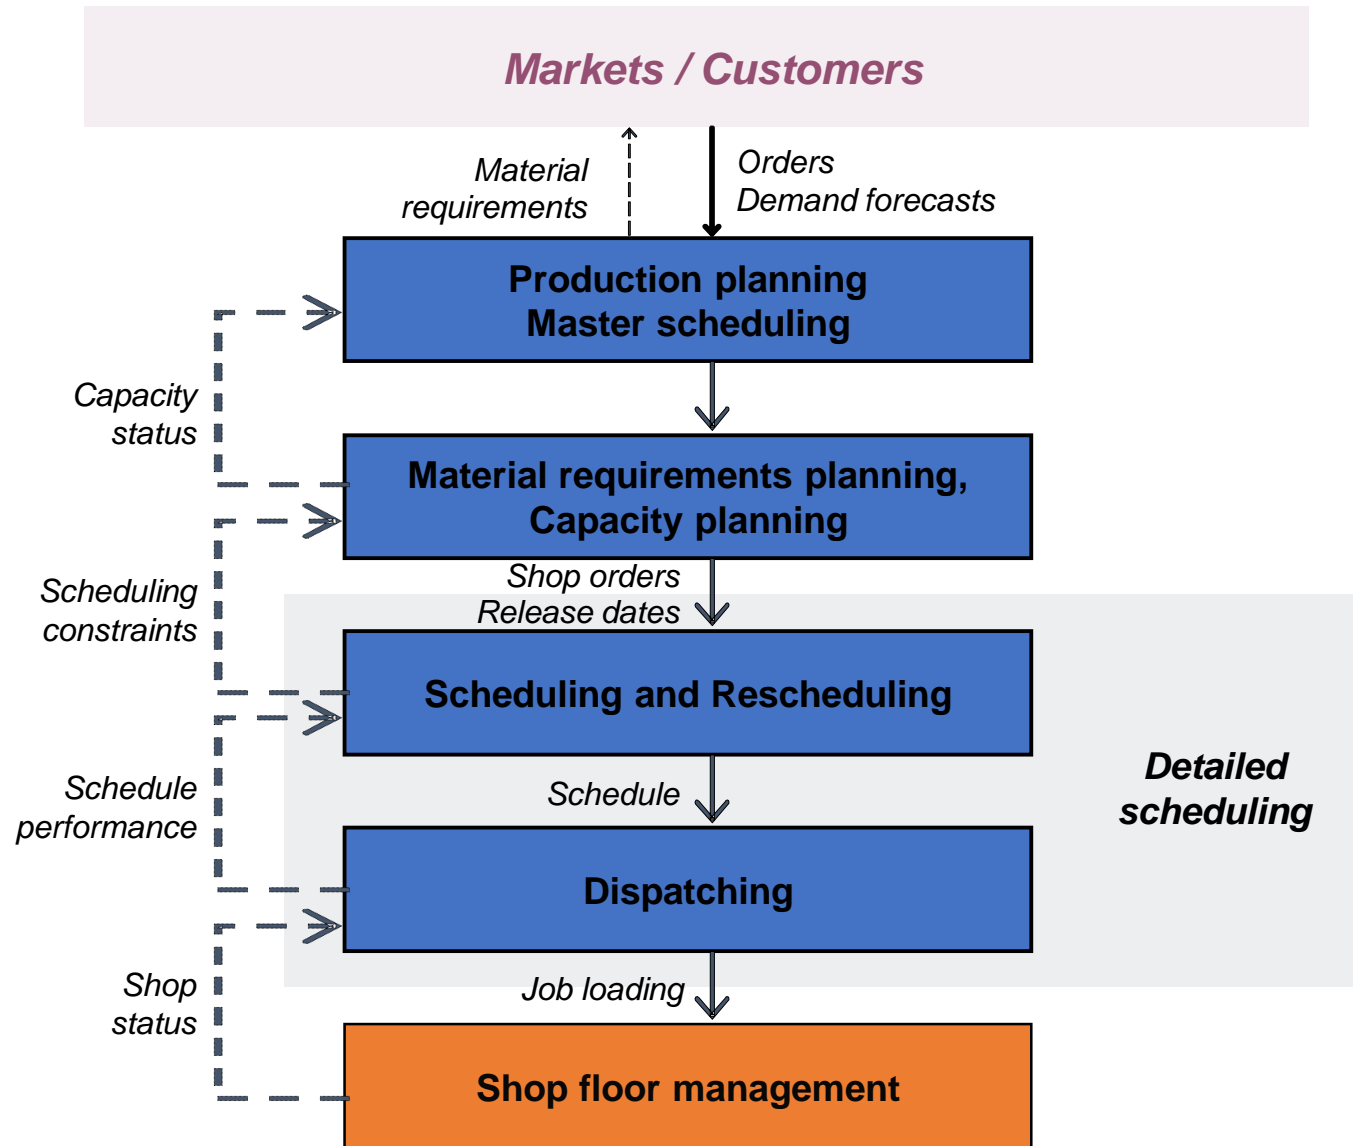 Markets / Customers
Material
requirements
Orders
Demand forecasts
Production planning
Master scheduling
Capacity
status
Material requirements planning,
Capacity planning
Shop orders
Release dates
Scheduling
constraints
Scheduling and Rescheduling
Detailed
scheduling
Schedule
Schedule
performance
Dispatching
Job loading
Shop
status
Shop floor management